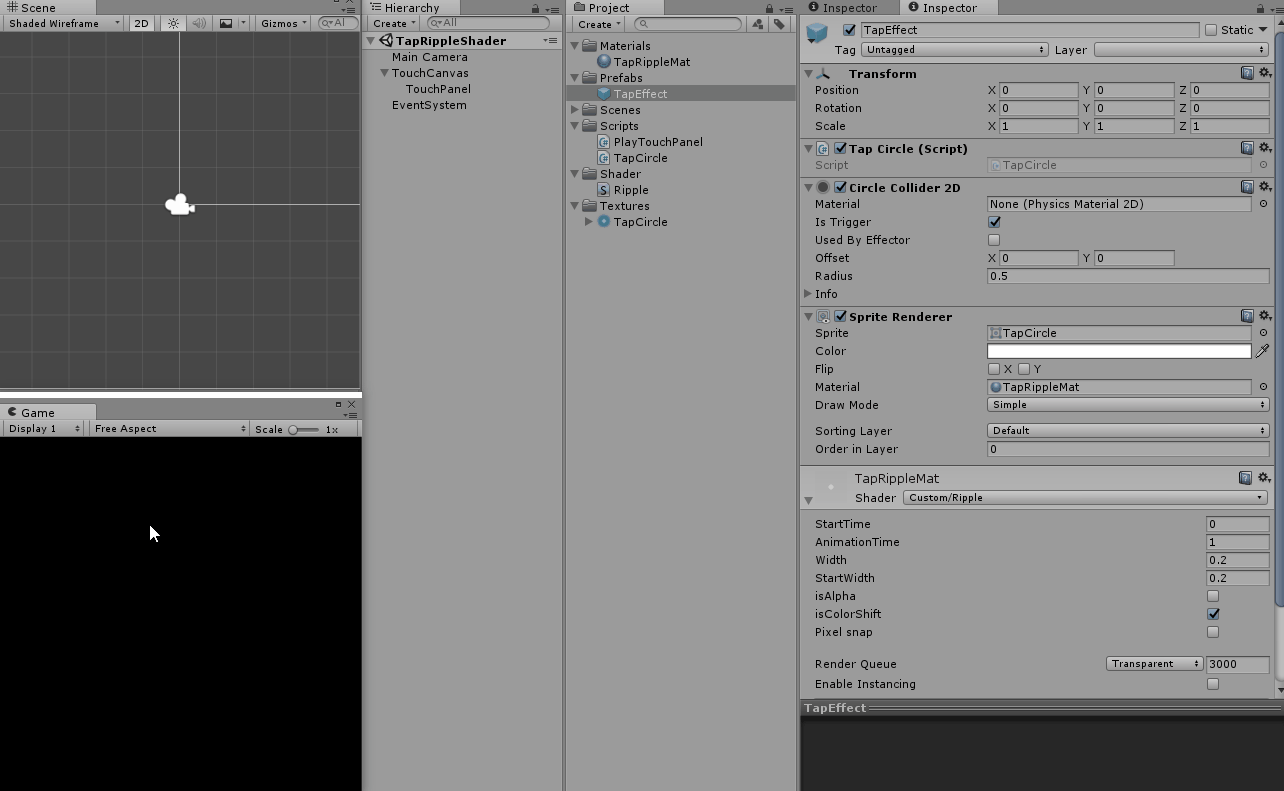 Scene
Shaded Wireframe 2D Gizmos Al
Hierarchy
Create All
TapRippleShader
Main Camera
TouchCanvas
TouchPanel
EventSystem
Project
Create
Materials
TapRippleMat
Prefabs
TapEffect
Scenes
Scripts
PlayTouchPanel
TapCircle
Shader
Ripple
Textures
TapCircle
Game
Display 1 Free Aspect Scale 1x
Inspector Inspector
TapEffect Static
Tag Untagged Layer
Transform
Position X 0 Y 0 Z 0
Rotation X 0 Y 0 Z 0
Scale X 1 Y 1 Z 1
Tap Circle (Script)
Script TapCircle
Circle Collider 2D
Material None (Physics Material 2D)
Is Trigger
Used By Effector
Offset X 0 Y 0
Radius 0.5
Info
Sprite Renderer
Sprite TapCircle
Color
Flip X Y
Material TapRippleMat
Draw Mode Simple
Sorting Layer Default
Order in Layer 0
TapRippleMat
Shader Custom/Ripple
StartTime 0
AnimationTime 1
Width 0.2
StartWidth 0.2
isAlpha
isColorShift
Pixel snap
Render Queue Transparent 3000
Enable Instancing
TapEffect